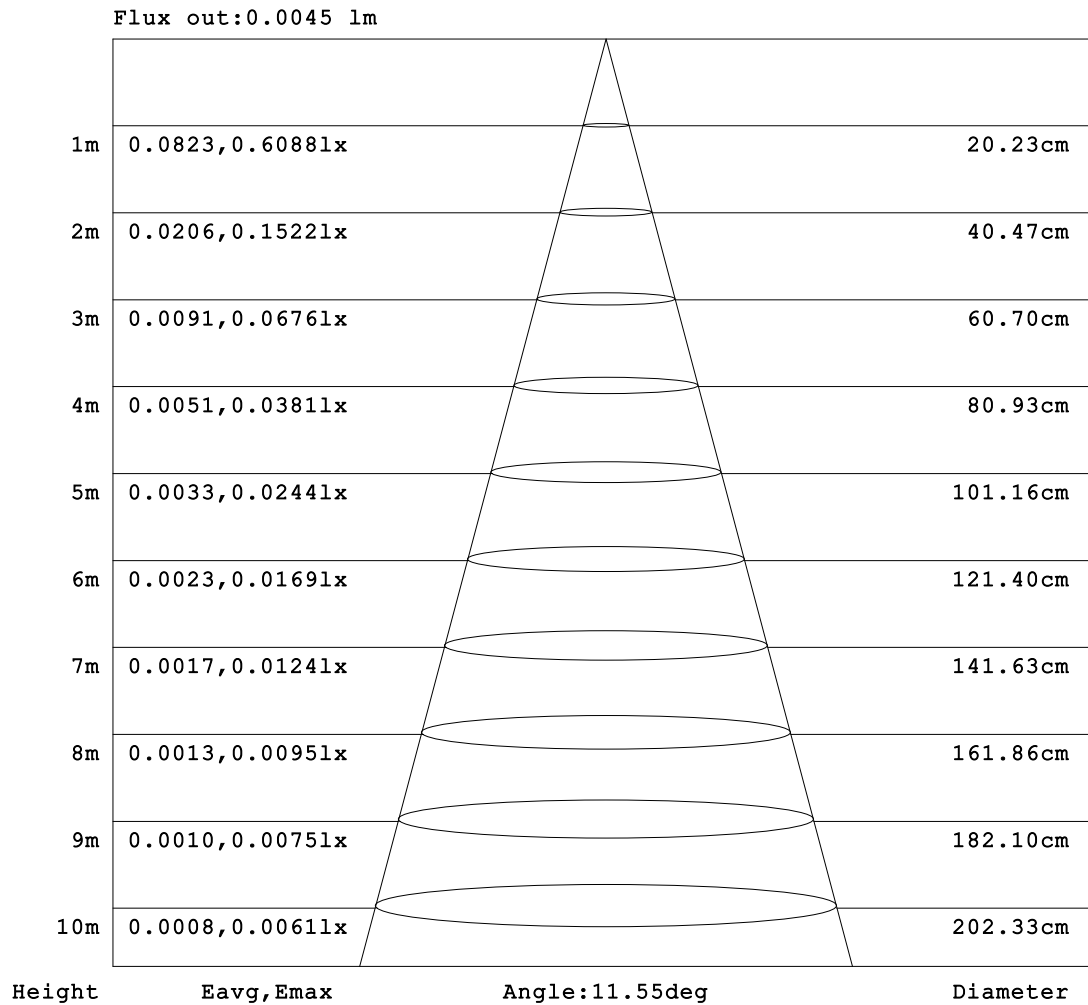 Flux out:0.0045 lm
1m 0.0823,0.6088lx 20.23cm
2m 0.0206,0.1522lx 40.47cm
3m 0.0091,0.0676lx 60.70cm
4m 0.0051,0.0381lx 80.93cm
5m 0.0033,0.0244lx 101.16cm
6m 0.0023,0.0169lx 121.40cm
7m 0.0017,0.0124lx 141.63cm
8m 0.0013,0.0095lx 161.86cm
9m 0.0010,0.0075lx 182.10cm
10m 0.0008,0.0061lx 202.33cm
Height Eavg,Emax Angle:11.55deg Diameter